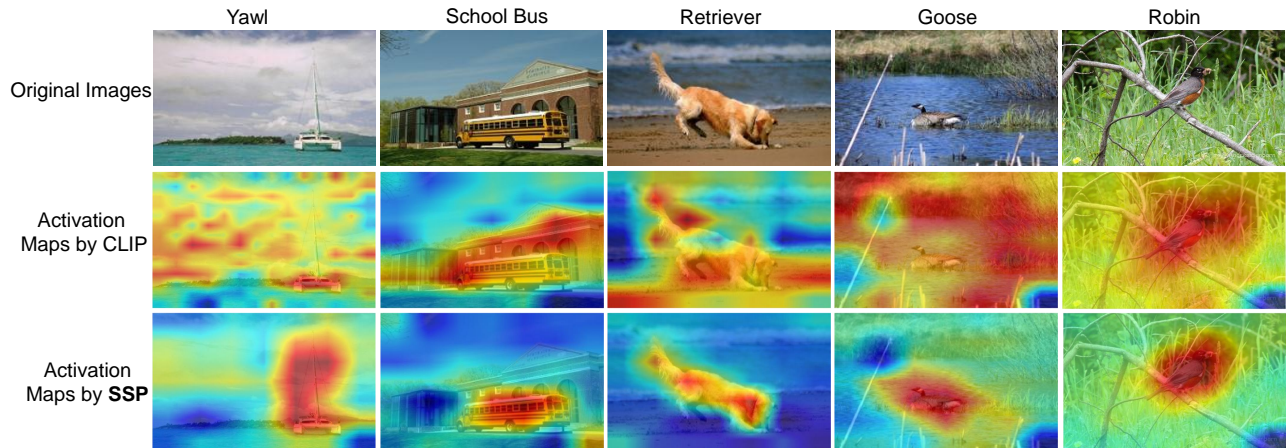 Yawl
School Bus
Retriever
Goose
Robin
Original Images
Activation
Maps by CLIP
Activation
Maps by SSP